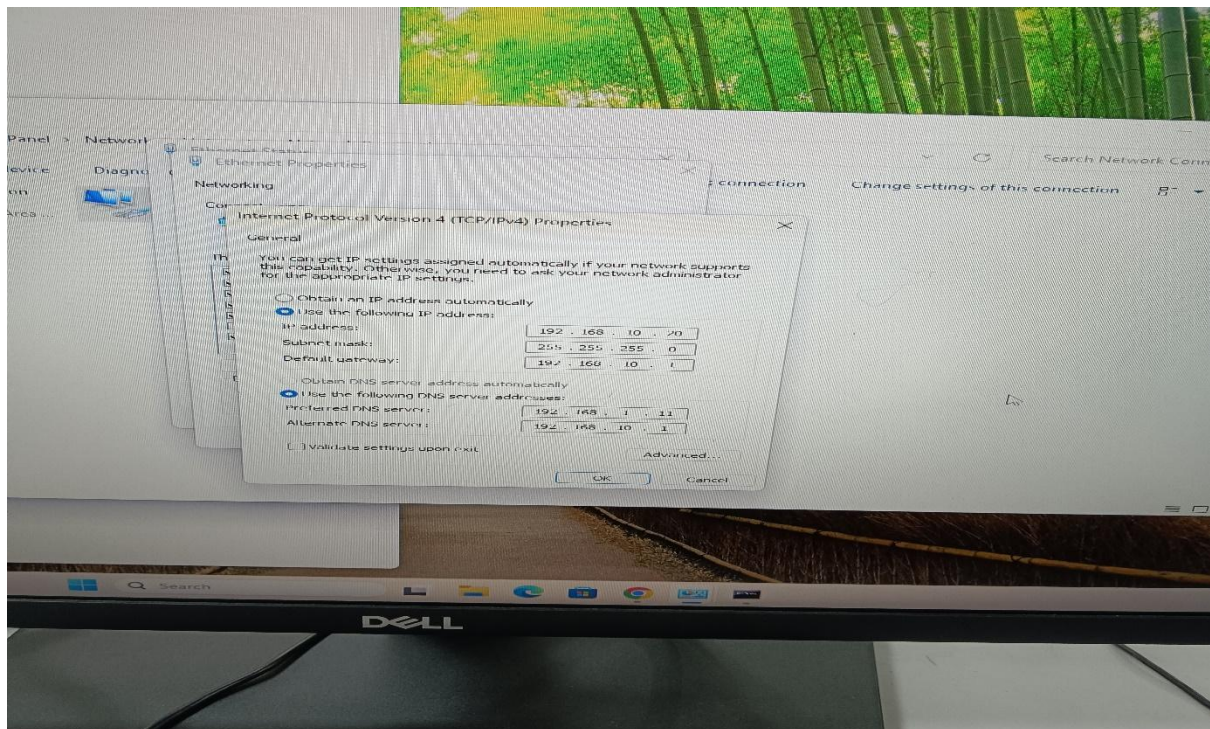 Panel > Network
Ethernet Status
Ethernet Properties
Search Network Conn
evice
Diagno
connection
Change settings of this connection
on
Networking
Area ...
Internet Protocol Version 4 (TCP/IPv4) Properties
General
You can get IP settings assigned automatically if your network supports
this capability. Otherwise, you need to ask your network administrator
for the appropriate IP settings.
Obtain an IP address automatically
Use the following IP address:
IP address: 192 . 168 . 10 . 20
Subnet mask: 255 . 255 . 255 . 0
Default gateway: 192 . 168 . 10 . 1
Obtain DNS server address automatically
Use the following DNS server addresses:
Preferred DNS server: 192 . 168 . 1 . 11
Alternate DNS server: 192 . 168 . 10 . 1
Validate settings upon exit
Advanced...
OK Cancel
Search
DELL